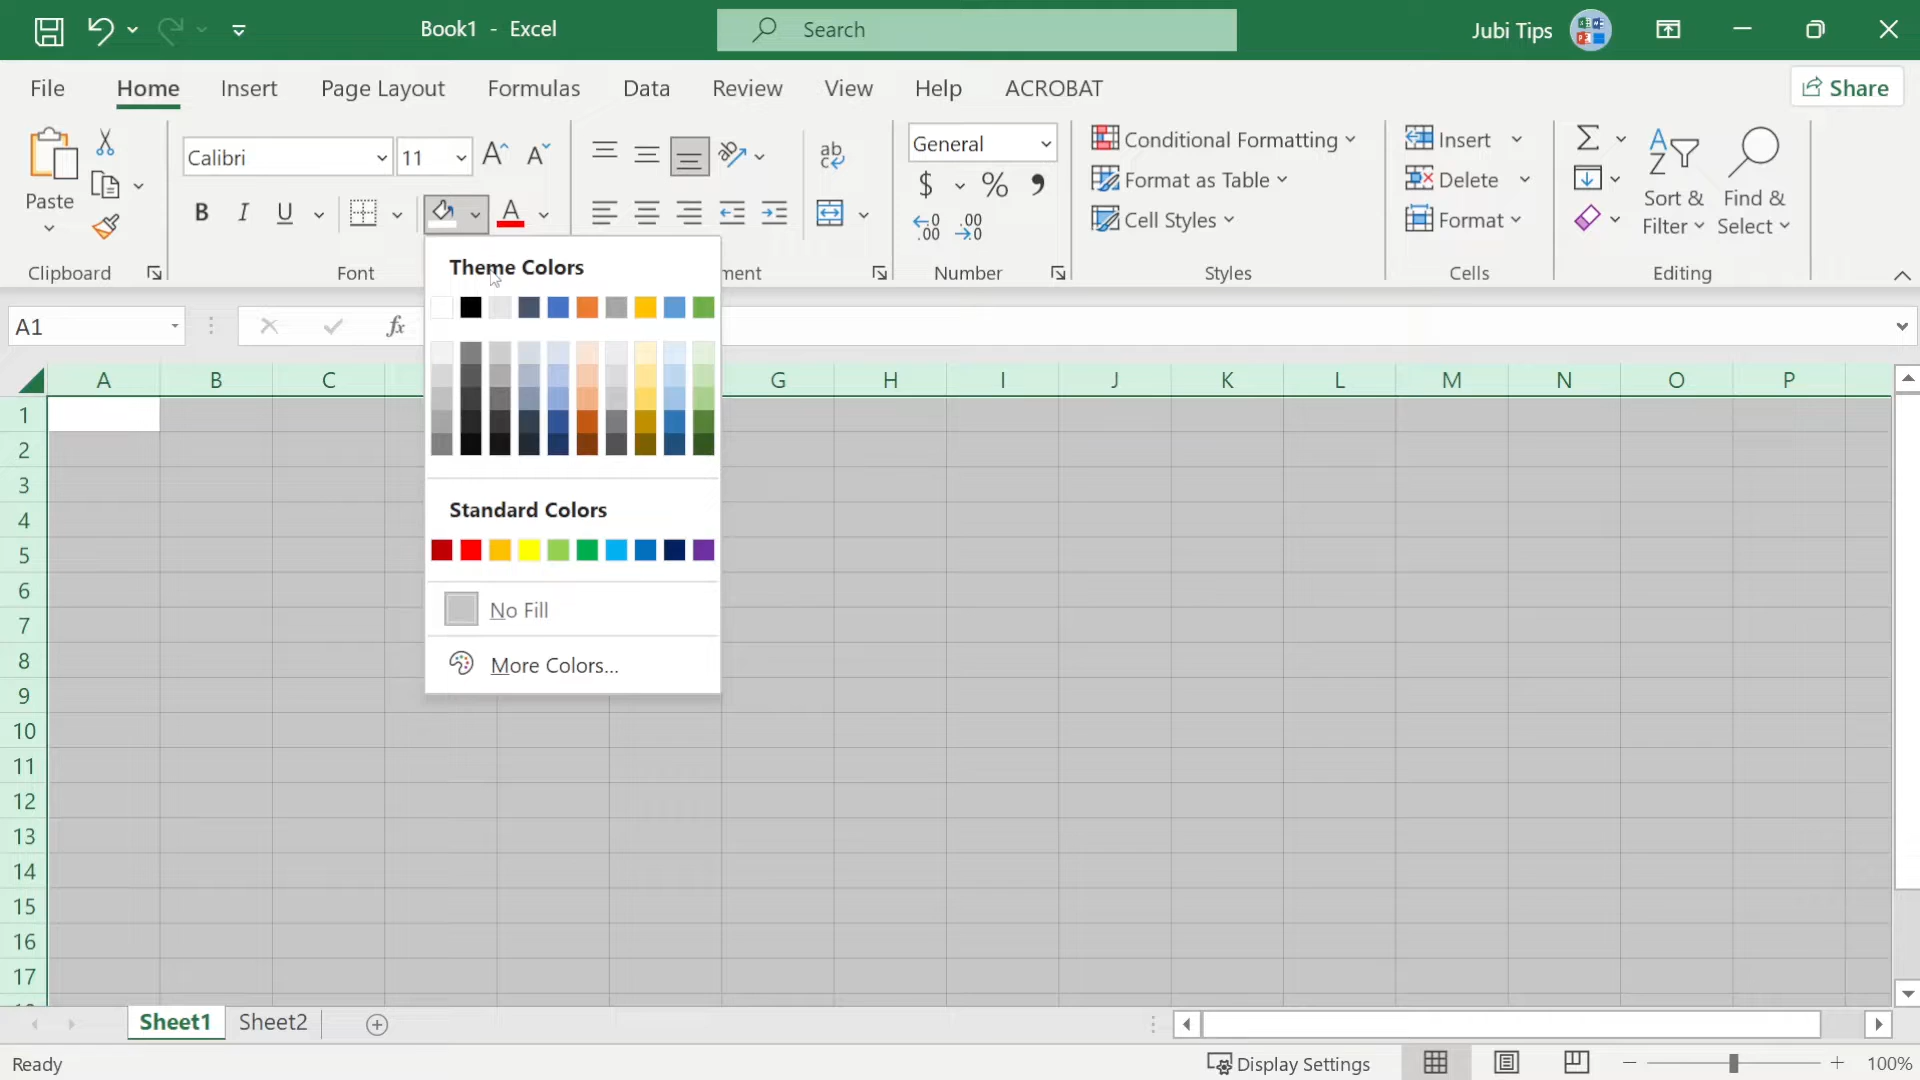 Book1 - Excel
Search
Jubi Tips
File Home Insert Page Layout Formulas Data Review View Help ACROBAT
Share
Paste
Clipboard
Calibri 11
B I U A
Font
ab
ment
General
$ % ,
.00 .00
Number
Conditional Formatting
Format as Table
Cell Styles
Styles
Insert
Delete
Format
Cells
Sort & Filter
Find & Select
Editing
A1
fx
Theme Colors
Standard Colors
No Fill
More Colors...
A B C G H I J K L M N O P
1
2
3
4
5
6
7
8
9
10
11
12
13
14
15
16
17
Sheet1 Sheet2
Ready
Display Settings
100%